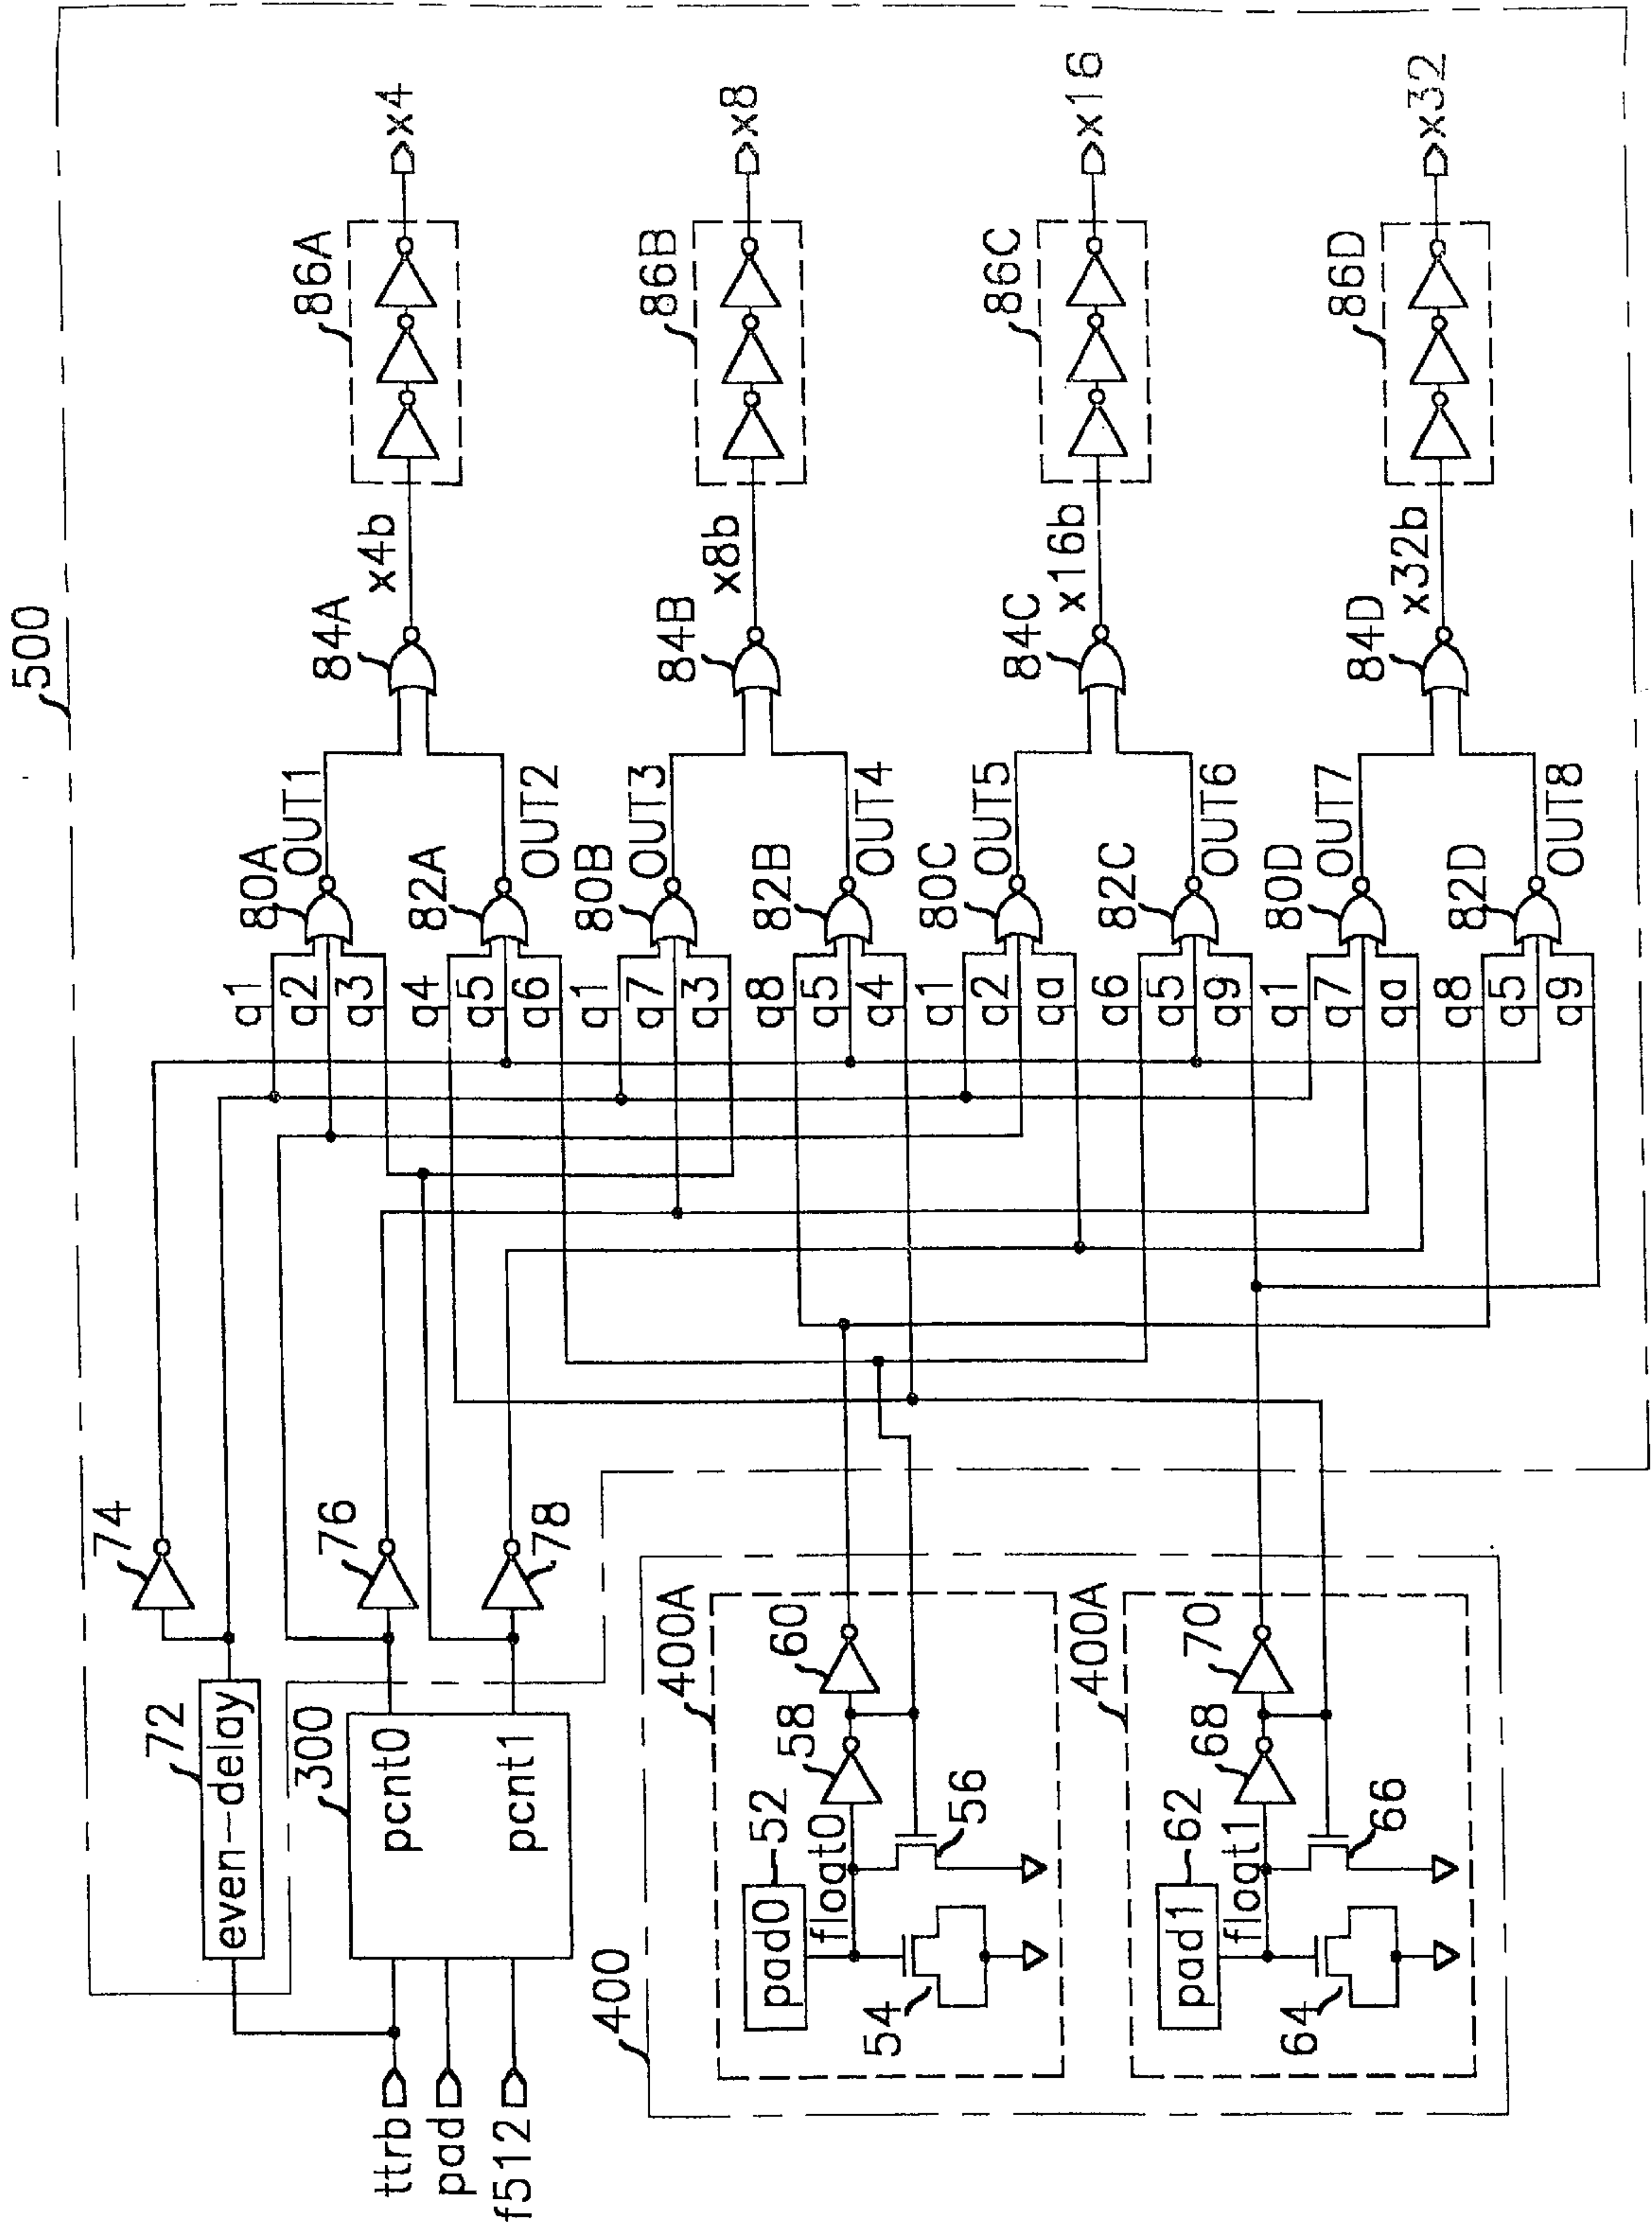 500
ttrb
pad
f512
72
even-delay
74
300
pcnt0
pcnt1
76
78
400
400A
pad0
52
float0
54
56
58
60
400A
pad1
62
float1
64
66
68
70
q1
q2
q3
80A
OUT1
q4
q5
q6
82A
OUT2
q1
q7
q3
80B
OUT3
q8
q5
q4
82B
OUT4
q1
q2
qa
80C
OUT5
q6
q5
q9
82C
OUT6
q1
q7
qa
80D
OUT7
q8
q5
q9
82D
OUT8
84A
x4b
86A
x4
84B
x8b
86B
x8
84C
x16b
86C
x16
84D
x32b
86D
x32